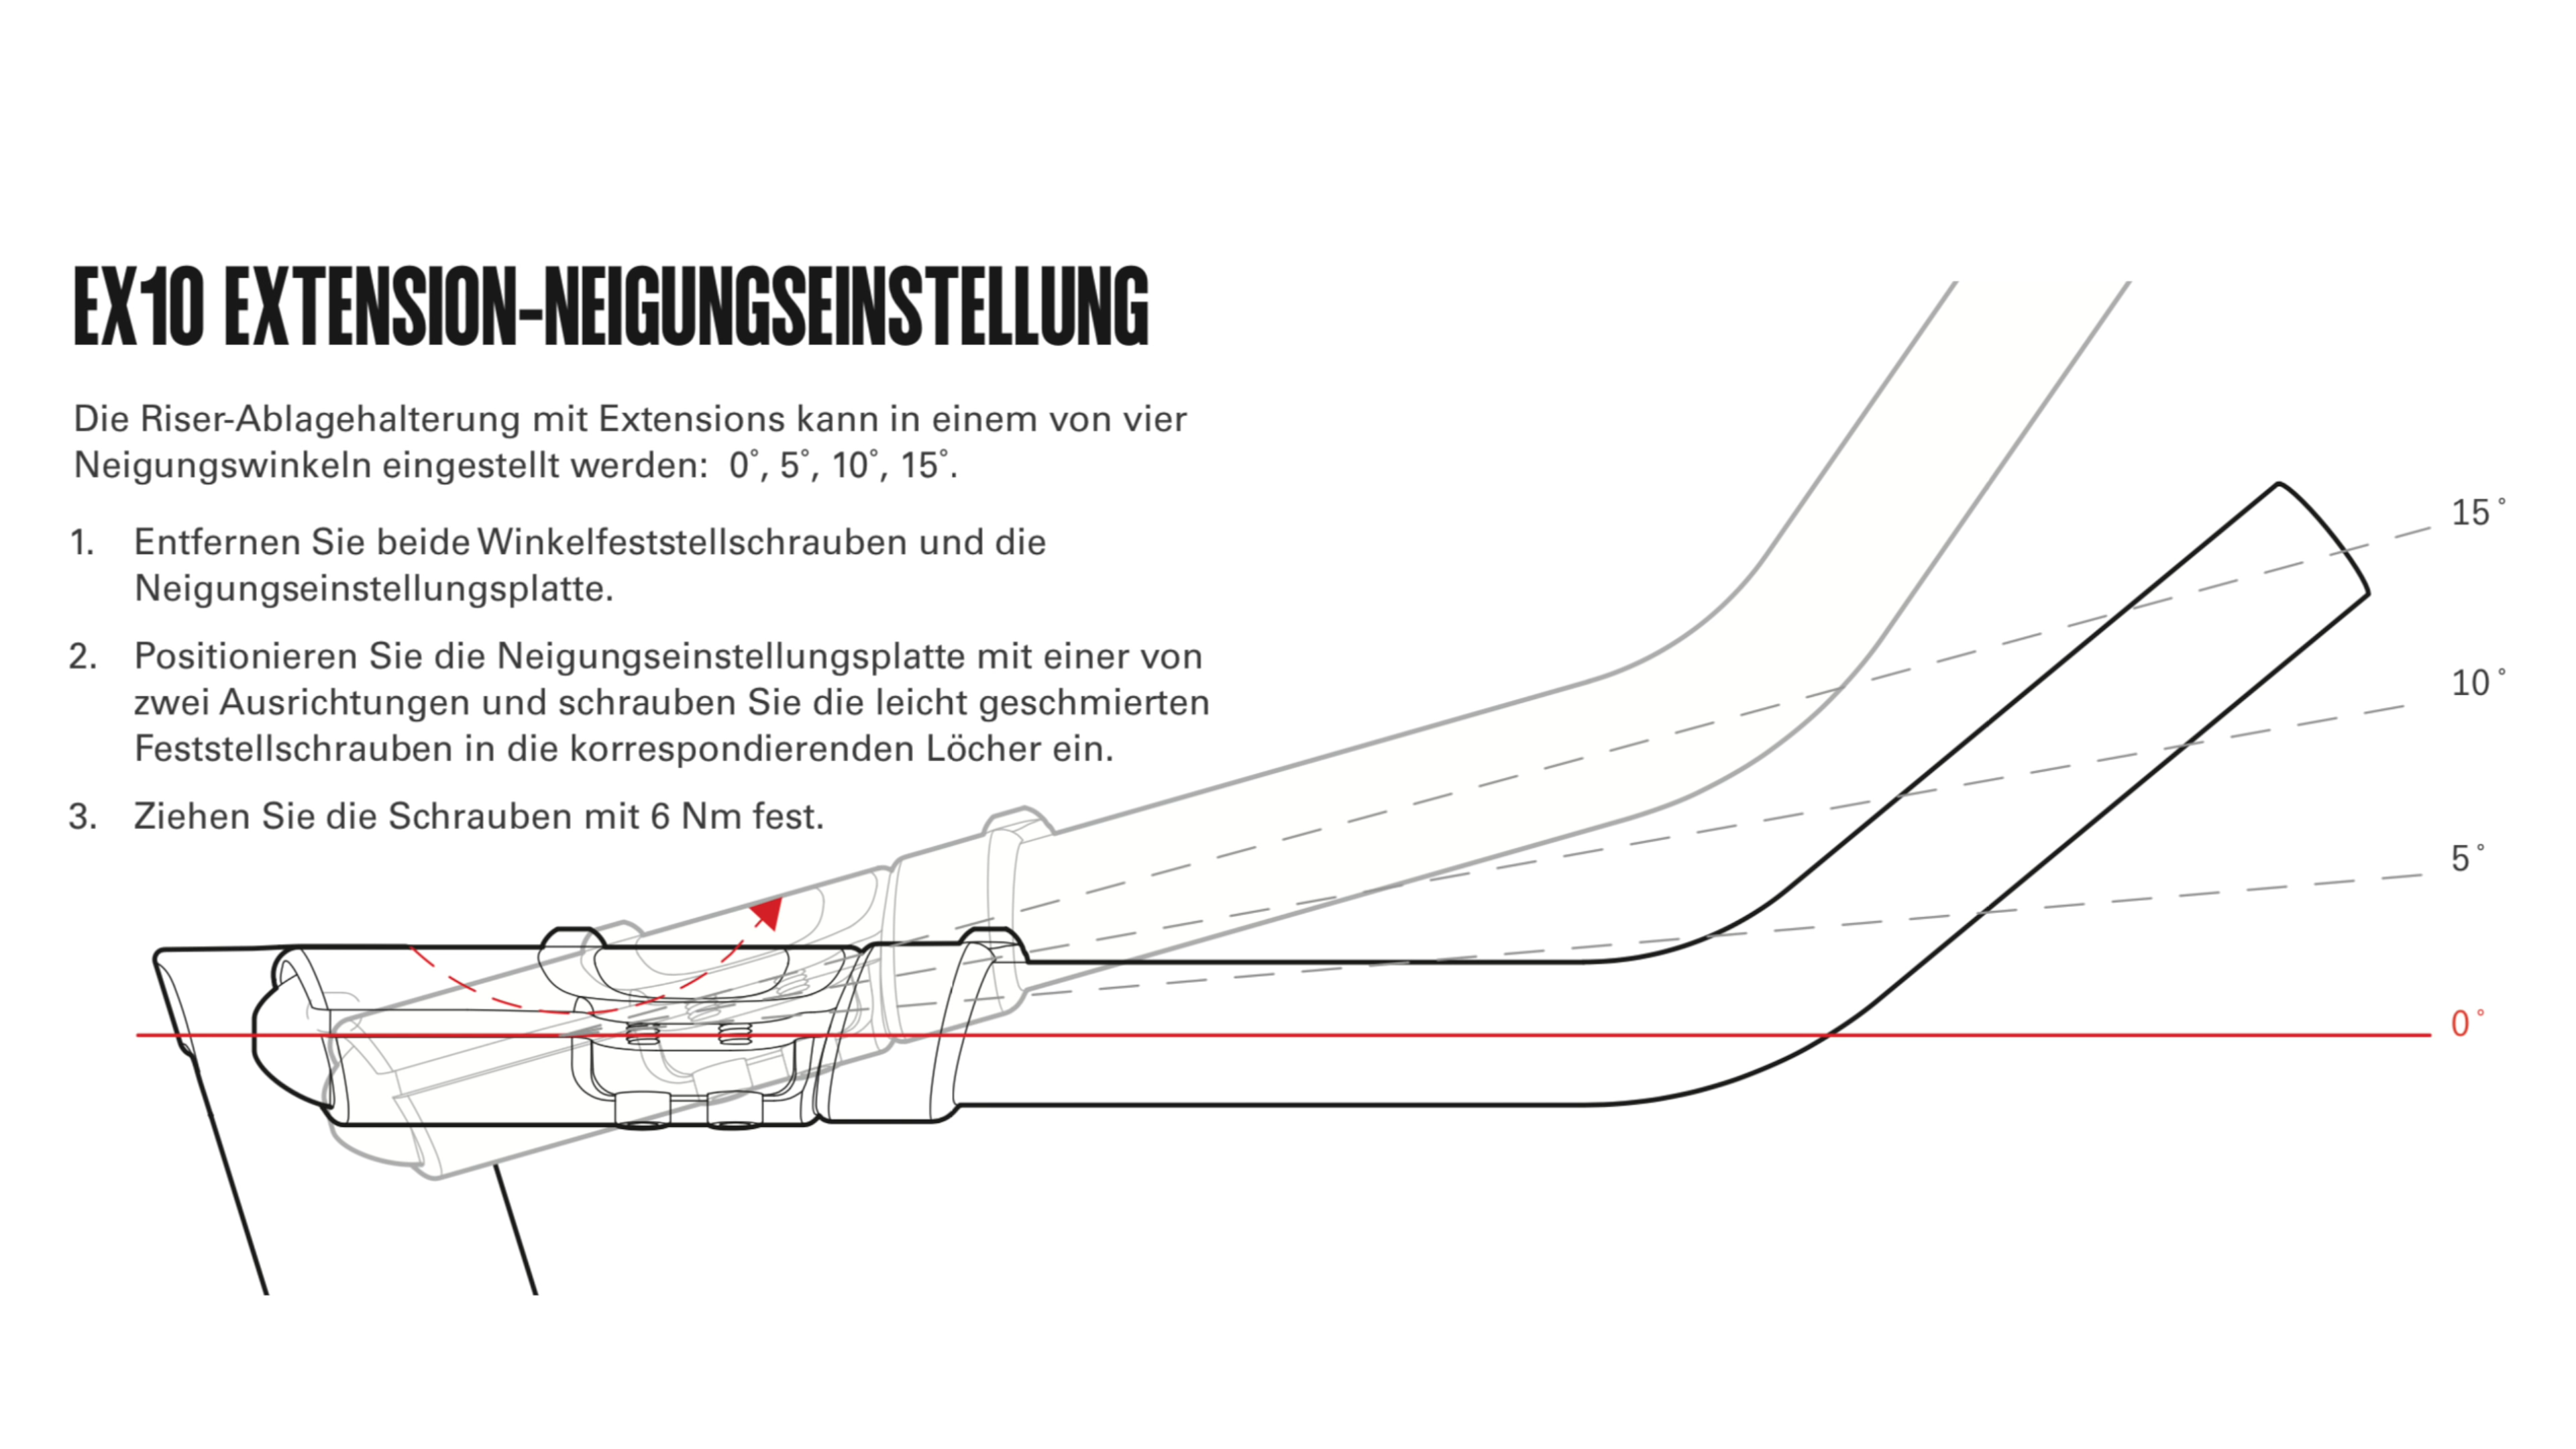 EX10 EXTENSION-NEIGUNGSEINSTELLUNG
Die Riser-Ablagehalterung mit Extensions kann in einem von vier
Neigungswinkeln eingestellt werden: 0°, 5°, 10°, 15°.
1. Entfernen Sie beide Winkelfeststellschrauben und die
Neigungseinstellungsplatte.
2. Positionieren Sie die Neigungseinstellungsplatte mit einer von
zwei Ausrichtungen und schrauben Sie die leicht geschmierten
Feststellschrauben in die korrespondierenden Löcher ein.
3. Ziehen Sie die Schrauben mit 6 Nm fest.
15°
10°
5°
0°